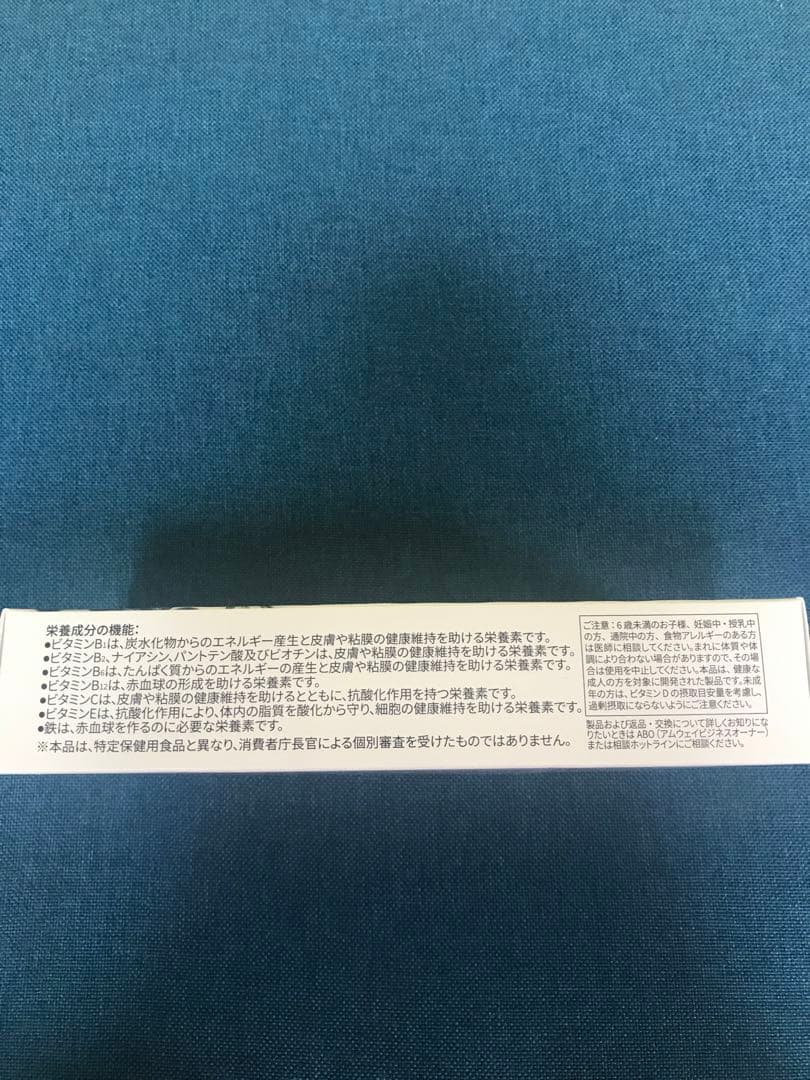 栄養成分の機能：
●ビタミンB₁は、炭水化物からのエネルギー産生と皮膚や粘膜の健康維持を助ける栄養素です。
●ビタミンB₂、ナイアシン、パントテン酸及びビオチンは、皮膚や粘膜の健康維持を助ける栄養素です。
●ビタミンB₆は、たんぱく質からのエネルギーの産生と皮膚や粘膜の健康維持を助ける栄養素です。
●ビタミンB₁₂は、赤血球の形成を助ける栄養素です。
●ビタミンCは、皮膚や粘膜の健康維持を助けるとともに、抗酸化作用を持つ栄養素です。
●ビタミンEは、抗酸化作用により、体内の脂質を酸化から守り、細胞の健康維持を助ける栄養素です。
●鉄は、赤血球を作るのに必要な栄養素です。
※本品は、特定保健用食品と異なり、消費者庁長官による個別審査を受けたものではありません。
ご注意：6歳未満のお子様、妊娠中・授乳中
の方、通院中の方、食物アレルギーのある方
は医師に相談してください。まれに体質や体
調により合わない場合がありますので、その場
合は使用を中止してください。本品は、健康な
成人の方を対象に開発された製品です。未成
年の方は、ビタミンDの摂取目安量を考慮し、
過剰摂取にならないようにご注意ください。
製品および返品・交換について詳しくお知りにな
りたいときは ABO（アムウェイビジネスオーナー）
または相談ホットラインにご相談ください。